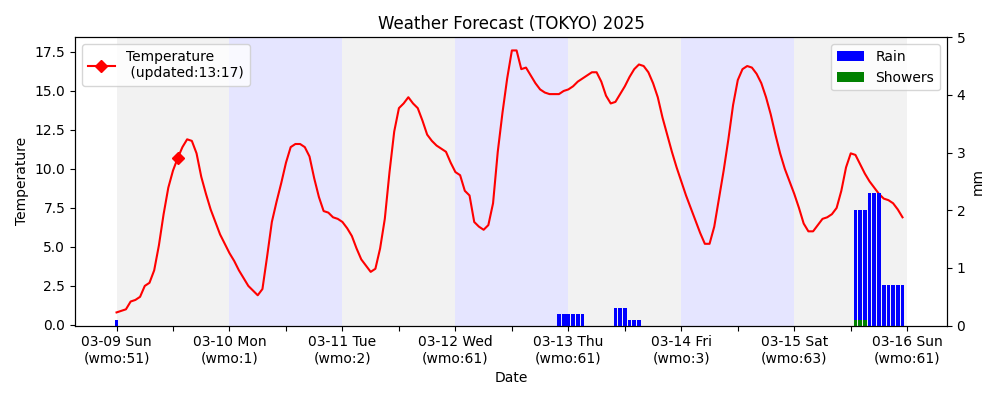 Weather Forecast (TOKYO) 2025
Temperature
(updated:13:17)
Rain
Showers
17.5
15.0
12.5
10.0
7.5
5.0
2.5
0.0
Temperature
5
4
3
2
1
0
mm
03-09 Sun
(wmo:51)
03-10 Mon
(wmo:1)
03-11 Tue
(wmo:2)
03-12 Wed
(wmo:61)
03-13 Thu
(wmo:61)
03-14 Fri
(wmo:3)
03-15 Sat
(wmo:63)
03-16 Sun
(wmo:61)
Date